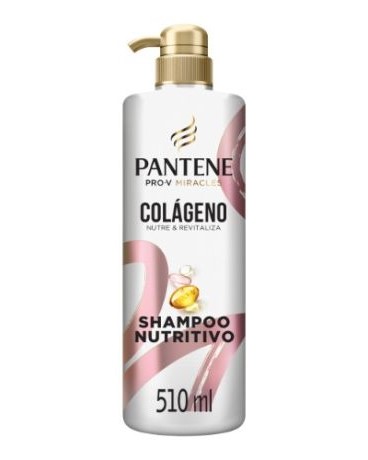 PANTENE
PRO-V MIRACLES
COLÁGENO
NUTRE & REVITALIZA
SHAMPOO
NUTRITIVO
510 ml